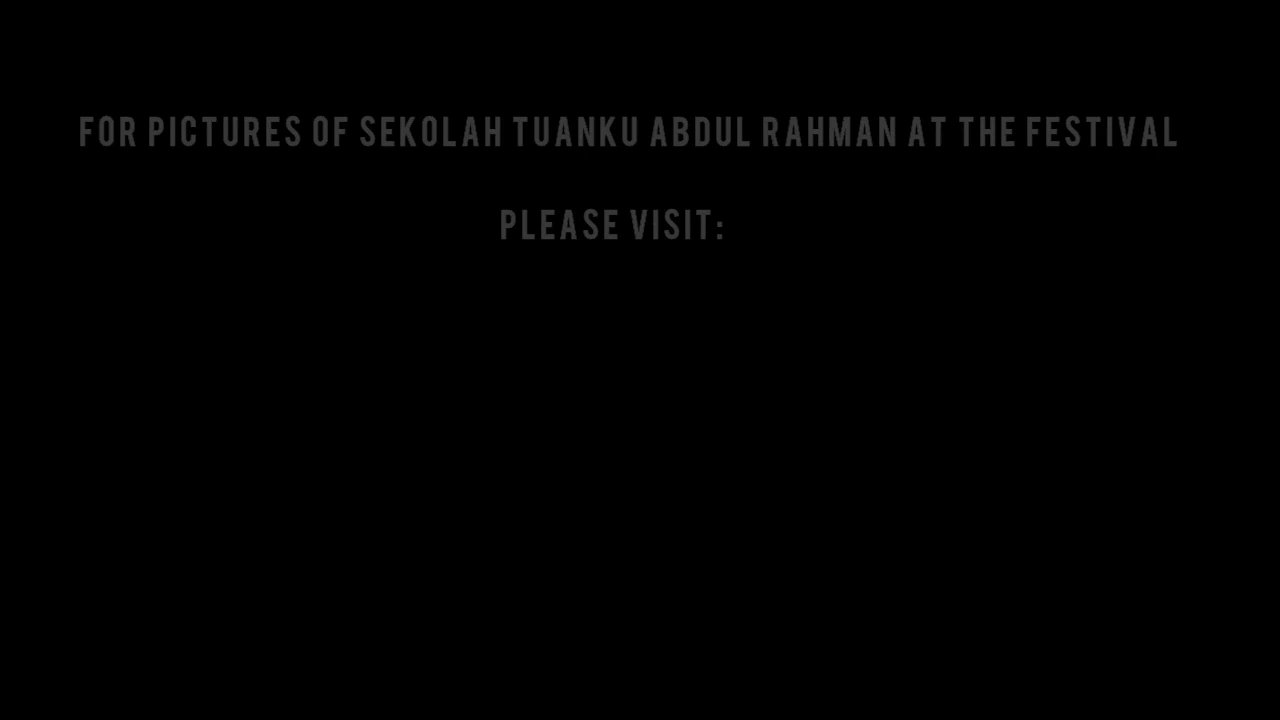 FOR PICTURES OF SEKOLAH TUANKU ABDUL RAHMAN AT THE FESTIVAL
PLEASE VISIT: